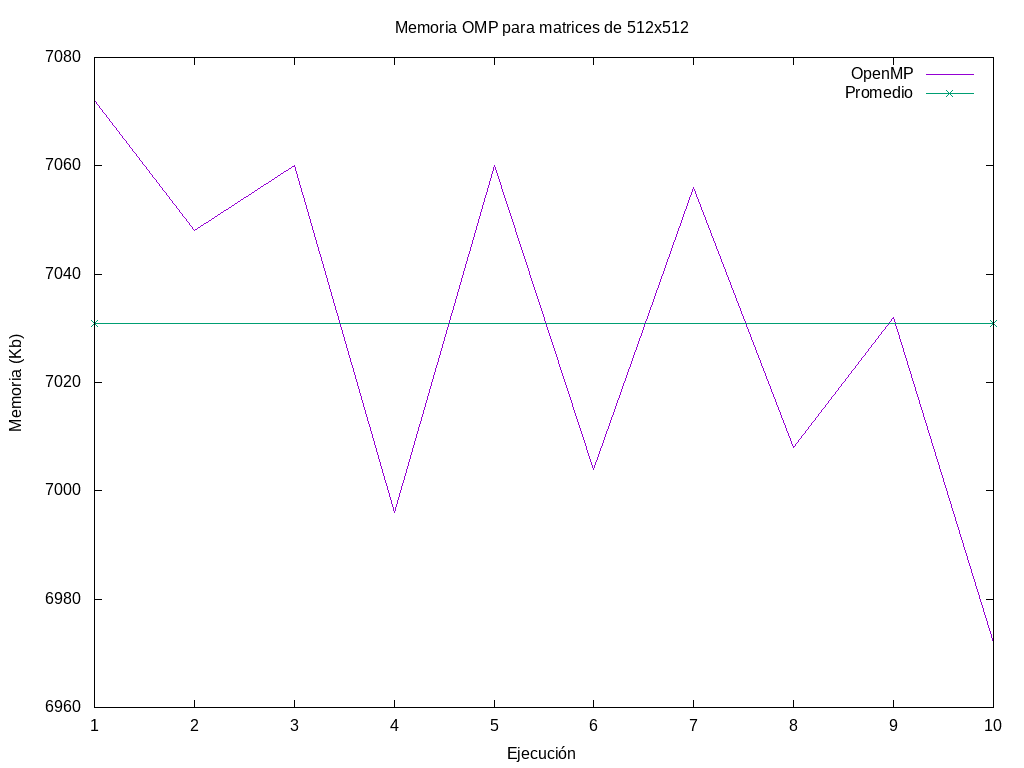 Memoria OMP para matrices de 512x512
7080
7060
7040
7020
7000
6980
6960
Memoria (Kb)
OpenMP
Promedio
1 2 3 4 5 6 7 8 9 10
Ejecución